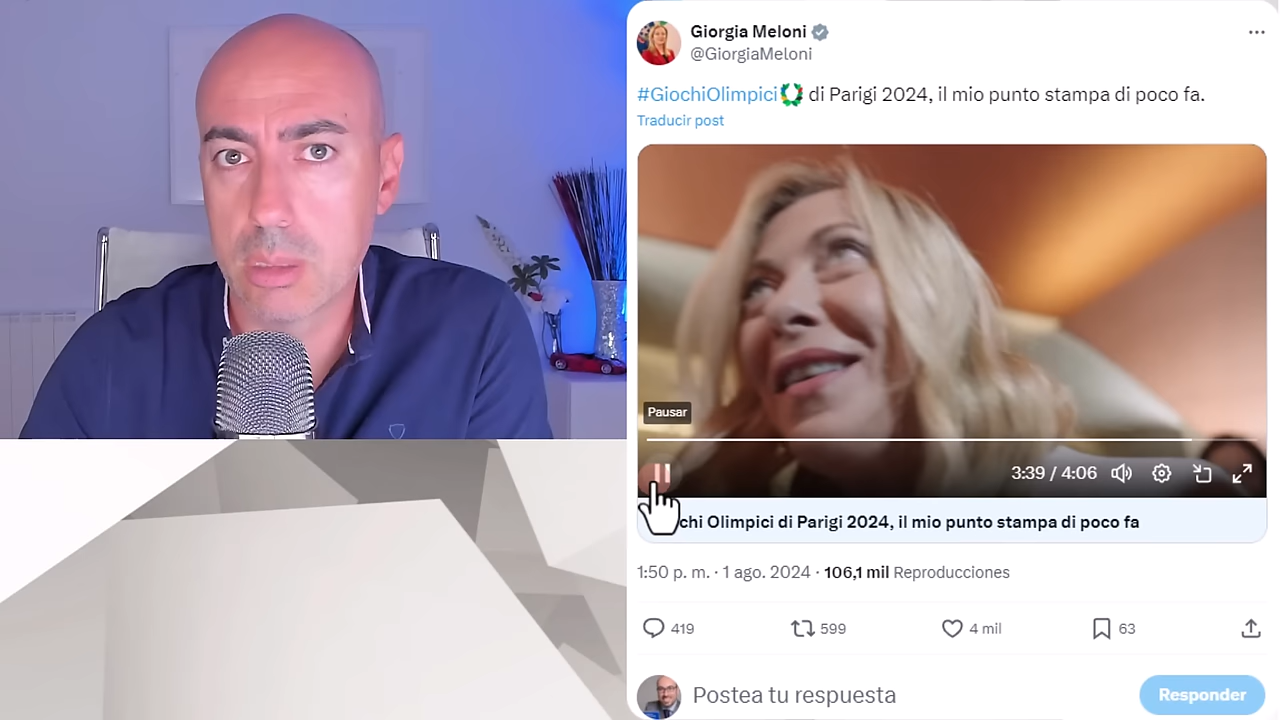 Giorgia Meloni
@GiorgiaMeloni
#GiochiOlimpici di Parigi 2024, il mio punto stampa di poco fa.
Traducir post
Pausar
3:39 / 4:06
chi Olimpici di Parigi 2024, il mio punto stampa di poco fa
1:50 p. m. · 1 ago. 2024 · 106,1 mil Reproducciones
419 599 4 mil 63
Postea tu respuesta
Responder